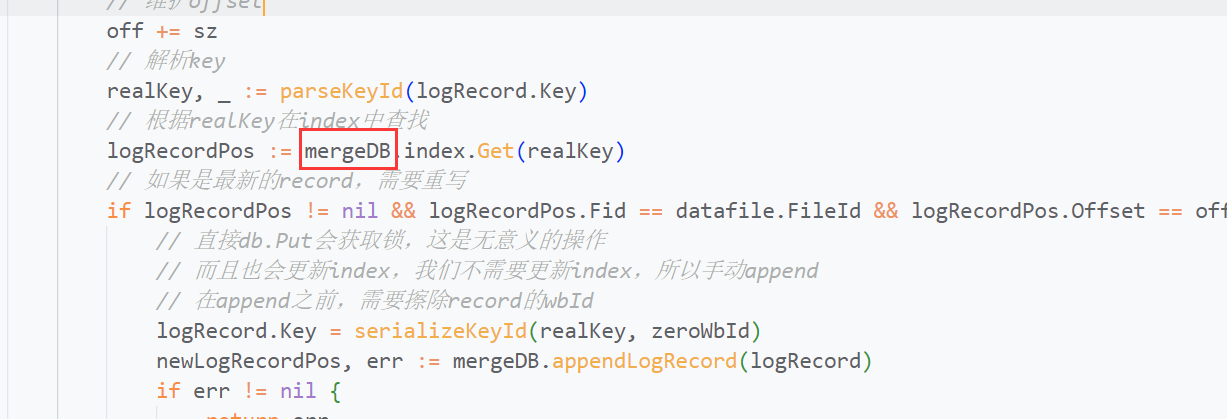 // 维护offset
off += sz
// 解析key
realKey, _ := parseKeyId(logRecord.Key)
// 根据realKey在index中查找
logRecordPos := mergeDB.index.Get(realKey)
// 如果是最新的record，需要重写
if logRecordPos != nil && logRecordPos.Fid == datafile.FileId && logRecordPos.Offset == off
// 直接db.Put会获取锁，这是无意义的操作
// 而且也会更新index，我们不需要更新index，所以手动append
// 在append之前，需要擦除record的wbId
logRecord.Key = serializeKeyId(realKey, zeroWbId)
newLogRecordPos, err := mergeDB.appendLogRecord(logRecord)
if err != nil {
return err